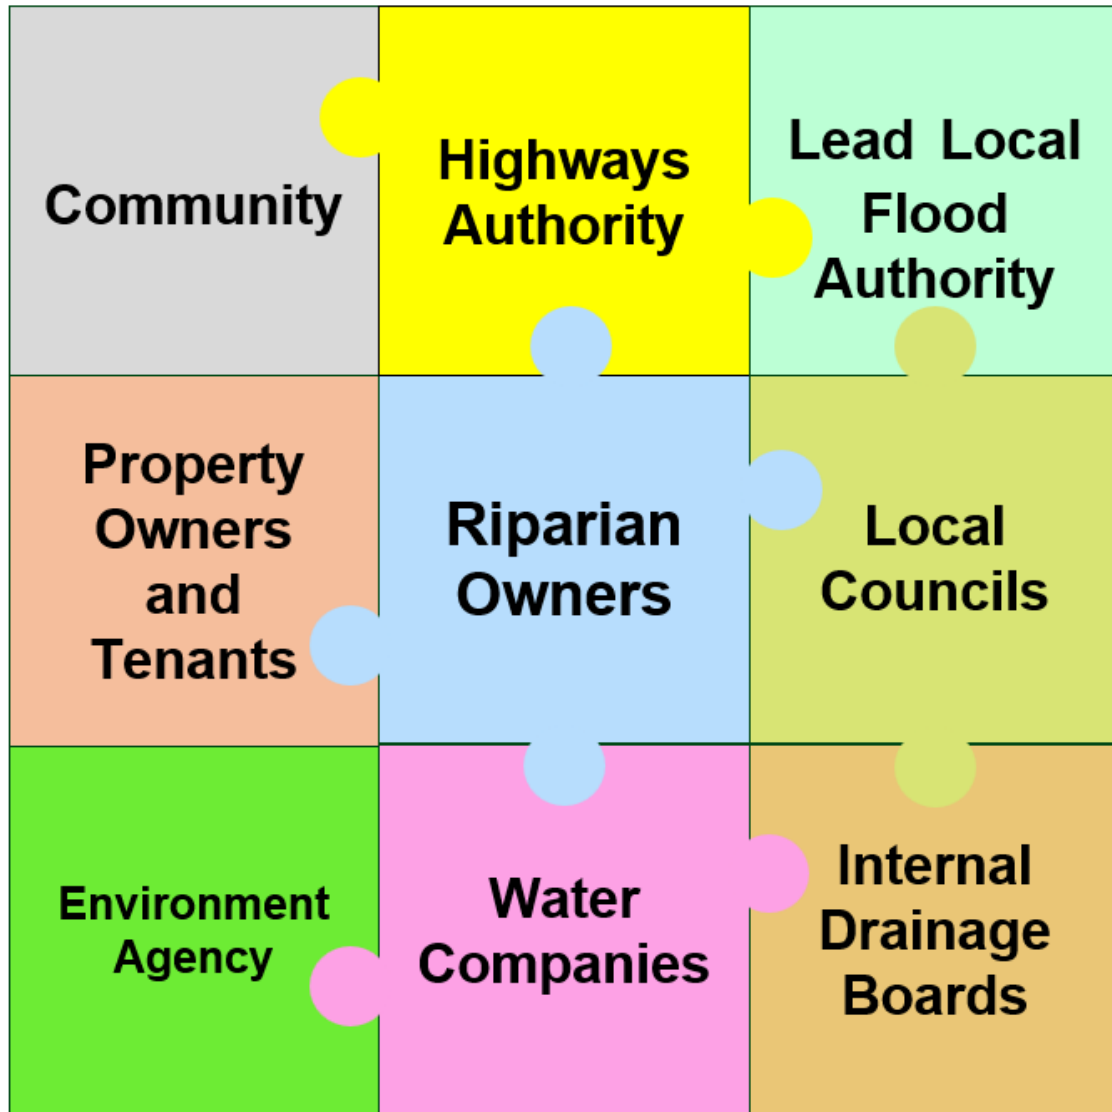 Community
Highways
Authority
Lead Local
Flood
Authority
Property
Owners
and
Tenants
Riparian
Owners
Local
Councils
Environment
Agency
Water
Companies
Internal
Drainage
Boards